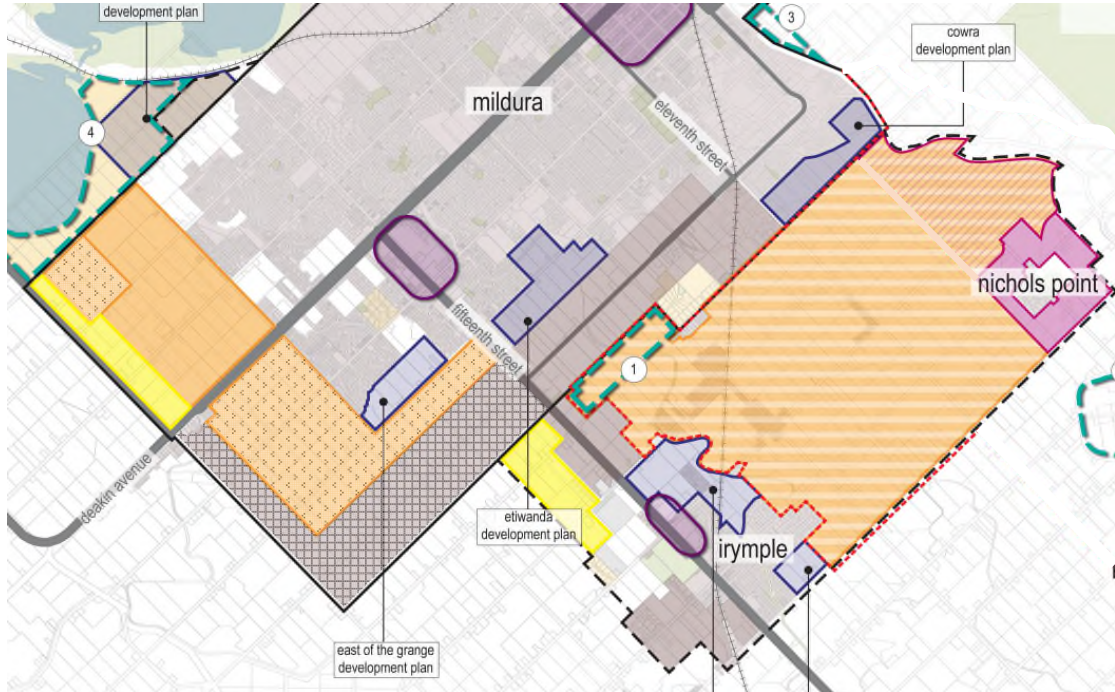 development plan
3
cowra
development plan
mildura
eleventh street
4
nichols point
fifteenth street
1
deakin avenue
etiwanda
development plan
irymple
east of the grange
development plan